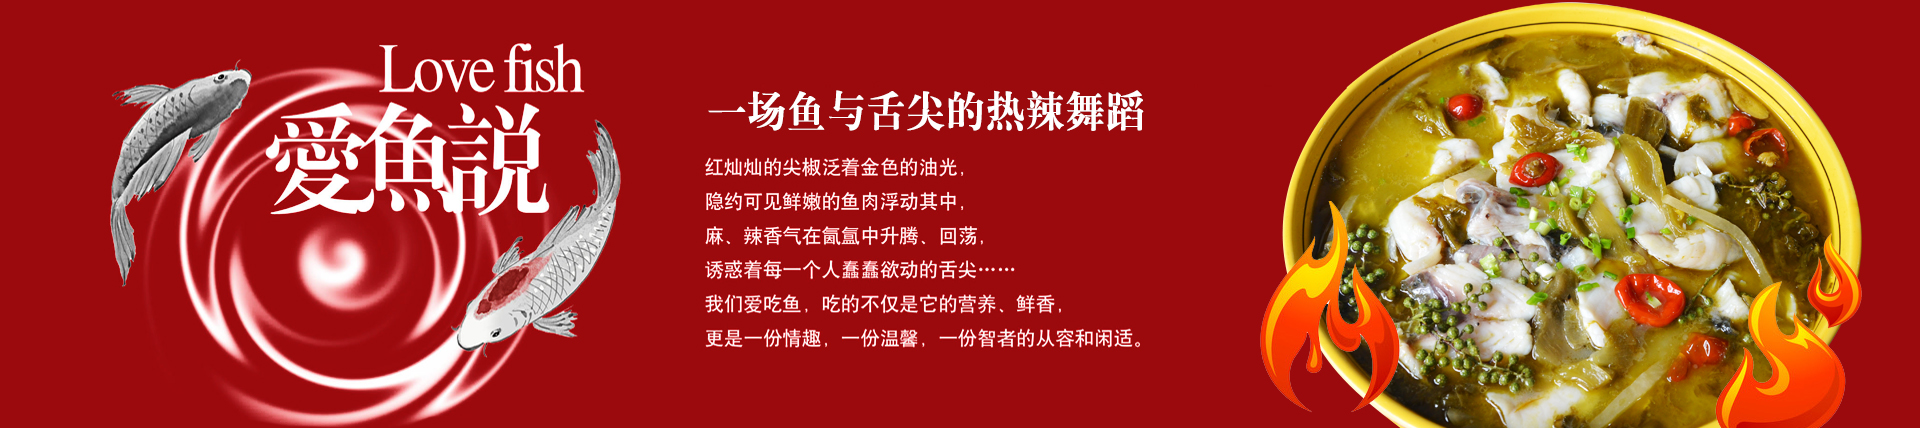 Love fish
愛魚説
一场鱼与舌尖的热辣舞蹈
红灿灿的尖椒泛着金色的油光，
隐约可见鲜嫩的鱼肉浮动其中，
麻、辣香气在氤氲中升腾、回荡，
诱惑着每一个人蠢蠢欲动的舌尖……
我们爱吃鱼，吃的不仅是它的营养、鲜香，
更是一份情趣，一份温馨，一份智者的从容和闲适。